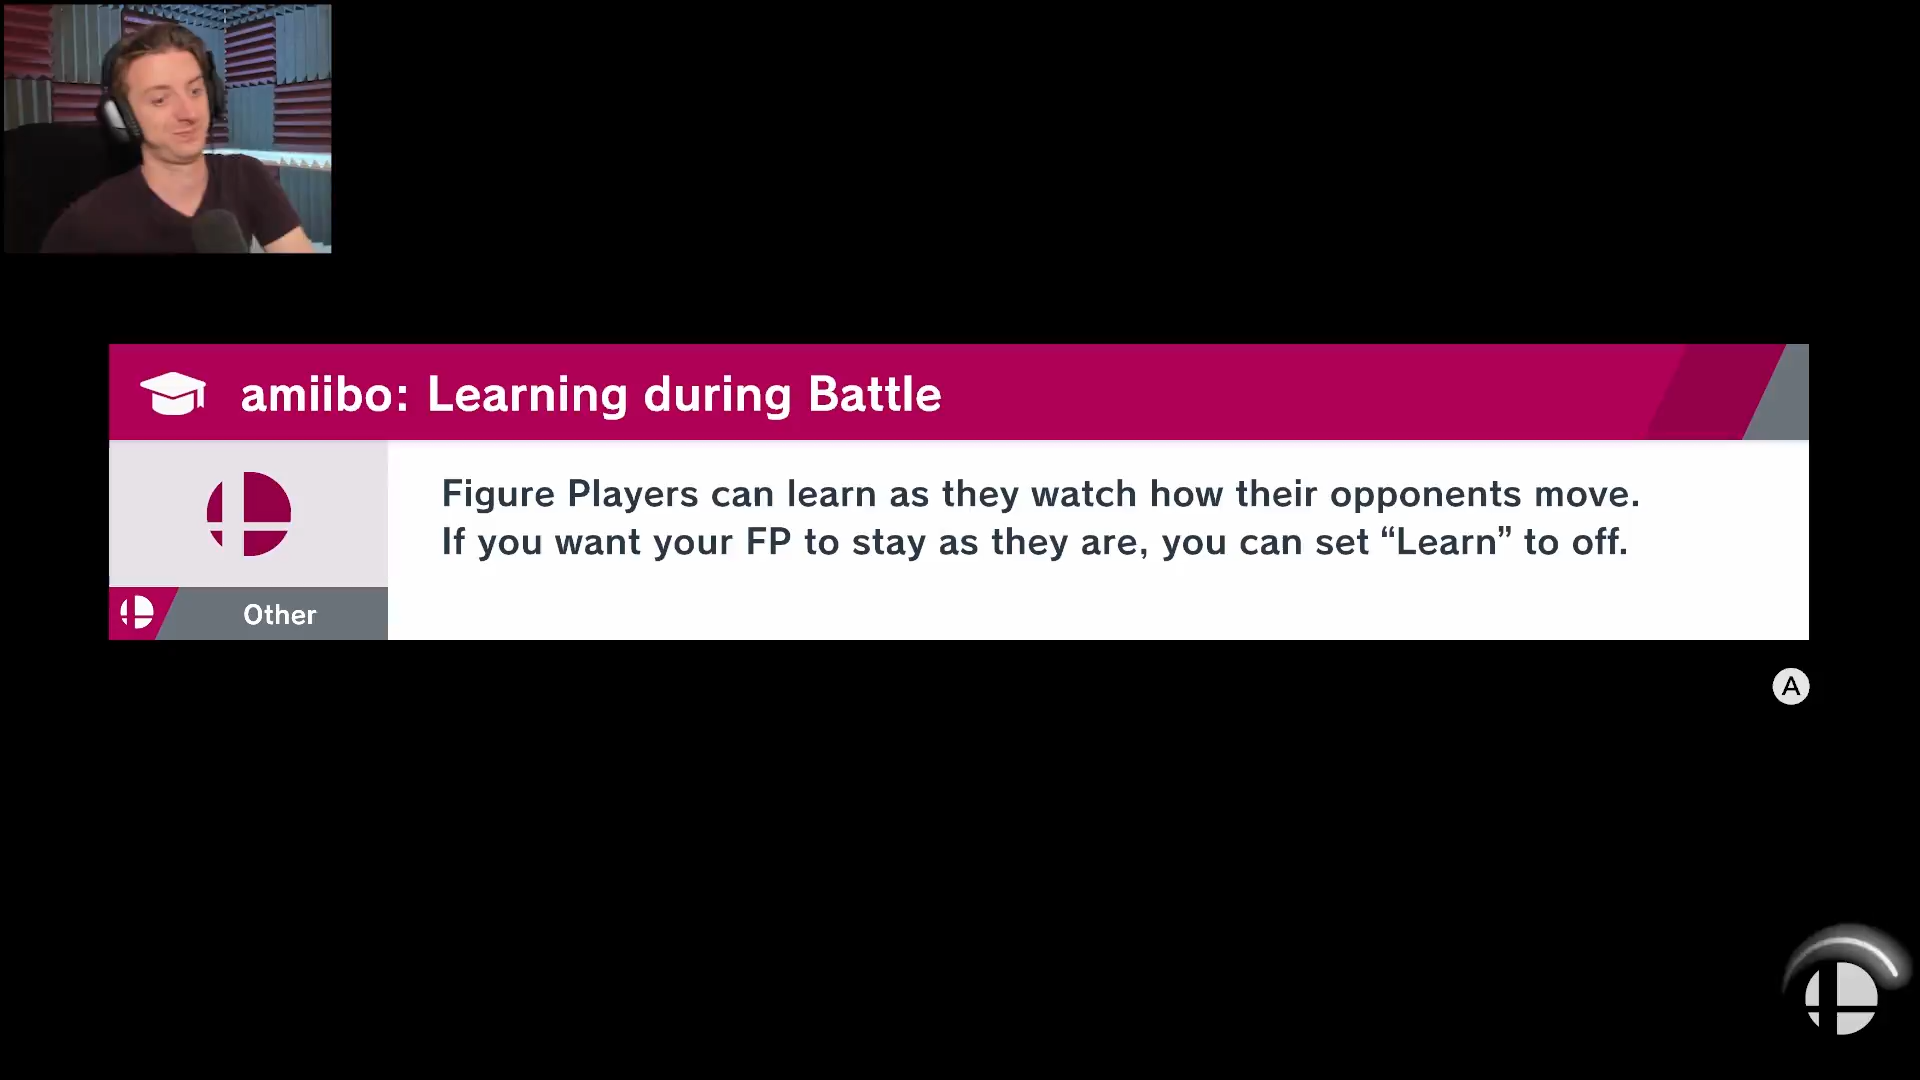 amiibo: Learning during Battle
Figure Players can learn as they watch how their opponents move.
If you want your FP to stay as they are, you can set “Learn” to off.
Other
A